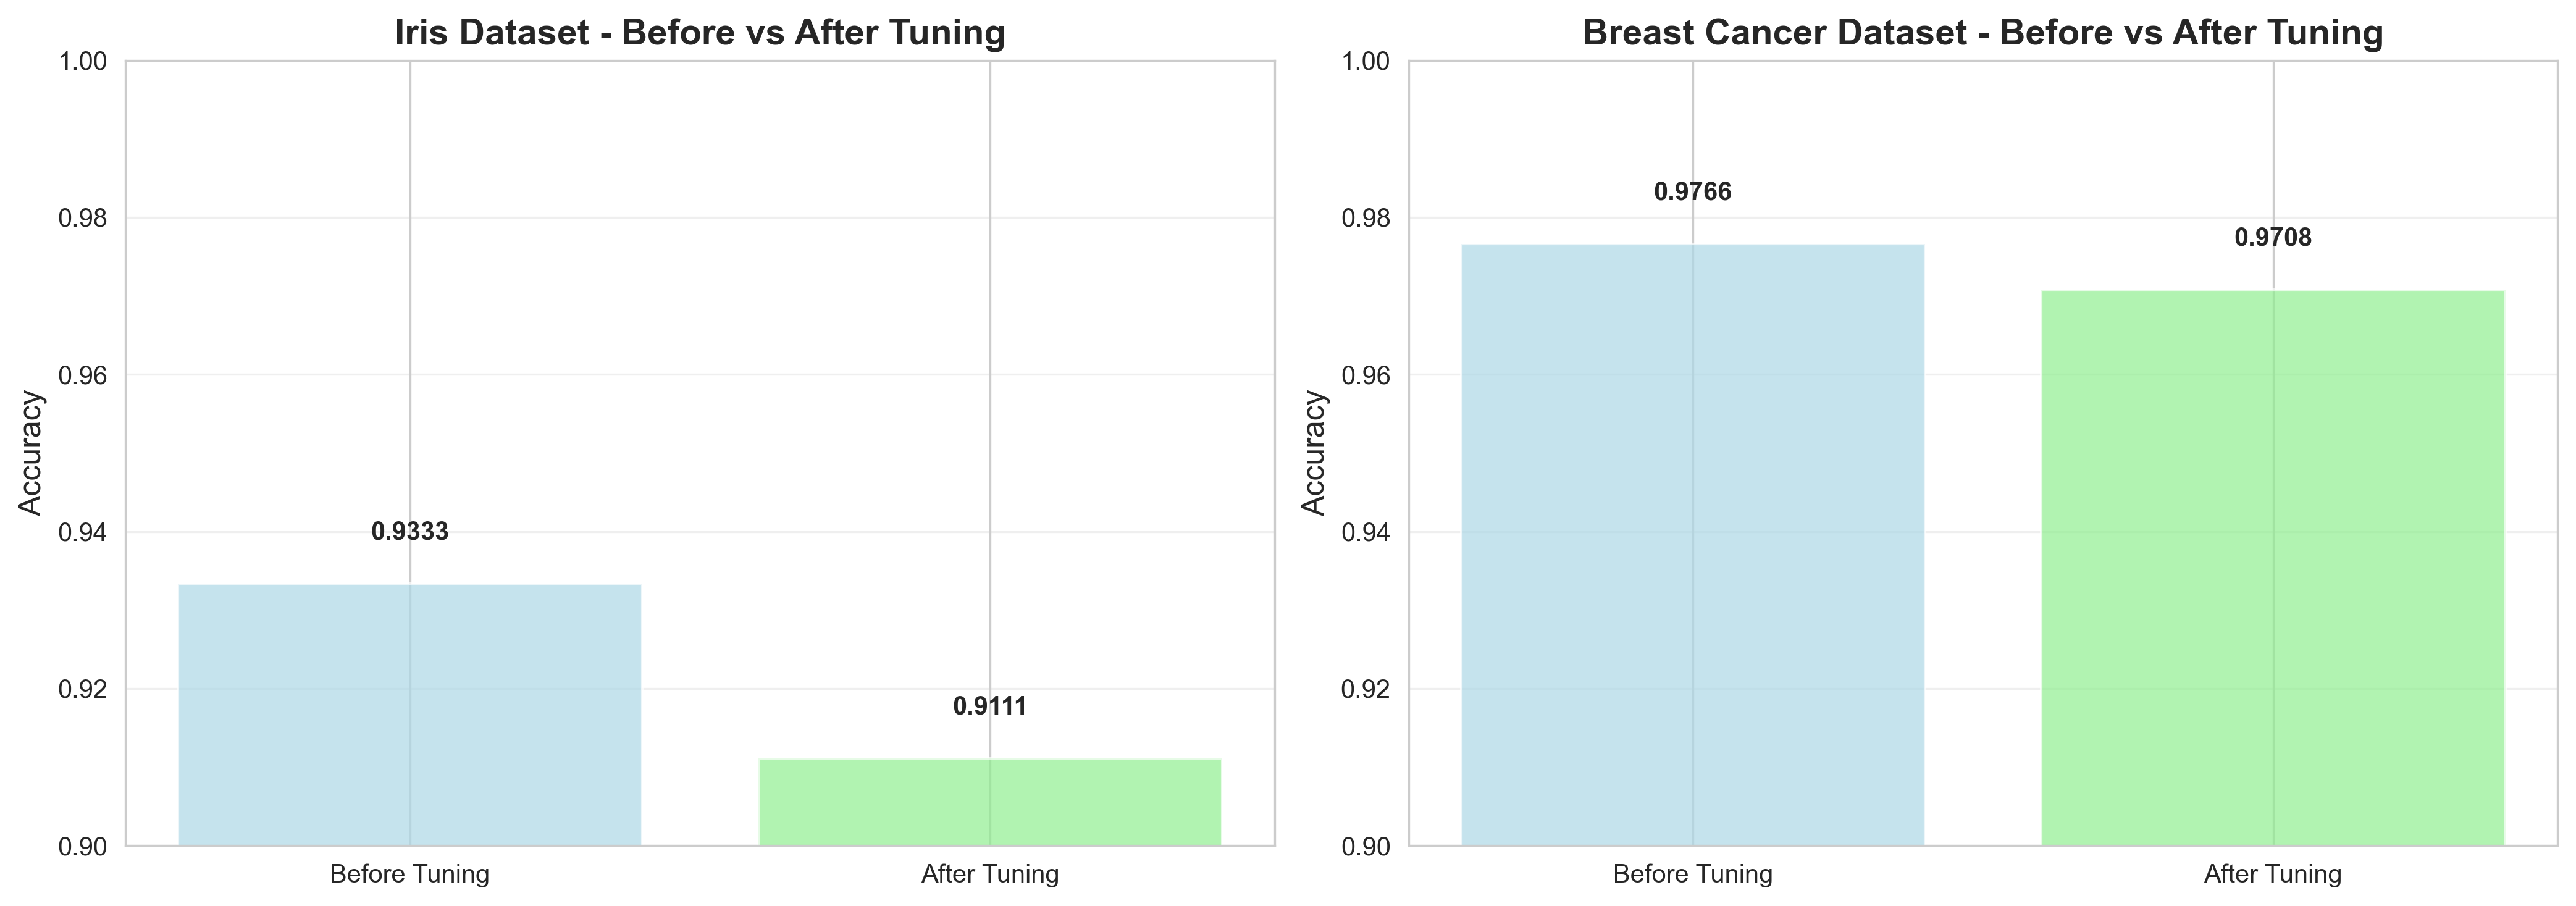 Iris Dataset - Before vs After Tuning
1.00
0.98
0.96
0.94
0.92
0.90
Accuracy
0.9333
0.9111
Before Tuning
After Tuning
Breast Cancer Dataset - Before vs After Tuning
1.00
0.98
0.96
0.94
0.92
0.90
Accuracy
0.9766
0.9708
Before Tuning
After Tuning